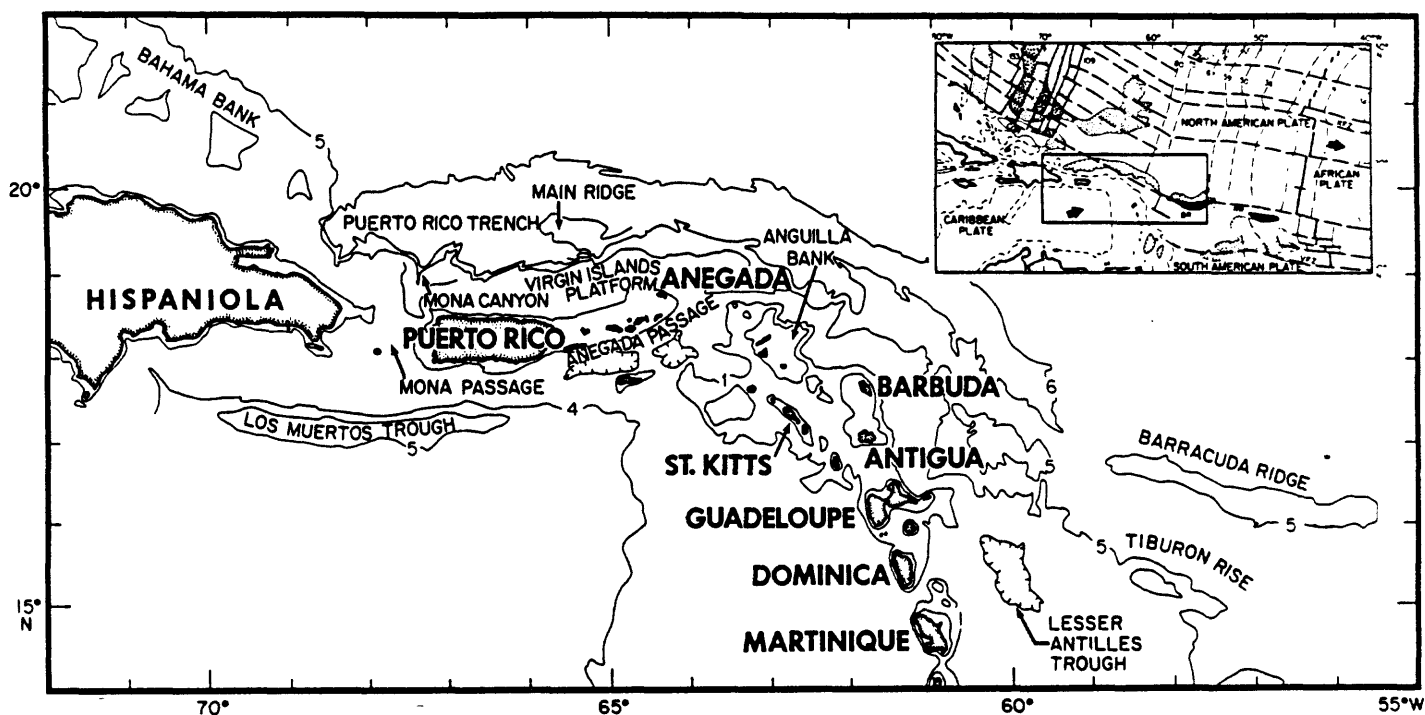 BAHAMA BANK
5
20°
MAIN RIDGE
PUERTO RICO TRENCH
ANGUILLA
BANK
VIRGIN ISLANDS
PLATFORM
ANEGADA
MONA CANYON
HISPANIOLA
PUERTO RICO
ANEGADA PASSAGE
MONA PASSAGE
1
4
LOS MUERTOS TROUGH
5
BARBUDA
6
ST. KITTS
ANTIGUA
5
BARRACUDA RIDGE
5
GUADELOUPE
5
TIBURON RISE
DOMINICA
15°
N
MARTINIQUE
LESSER
ANTILLES
TROUGH
70°
65°
60°
55°W
70°
60°
50°
NORTH AMERICAN PLATE
AFRICAN
PLATE
CARIBBEAN
PLATE
SOUTH AMERICAN PLATE